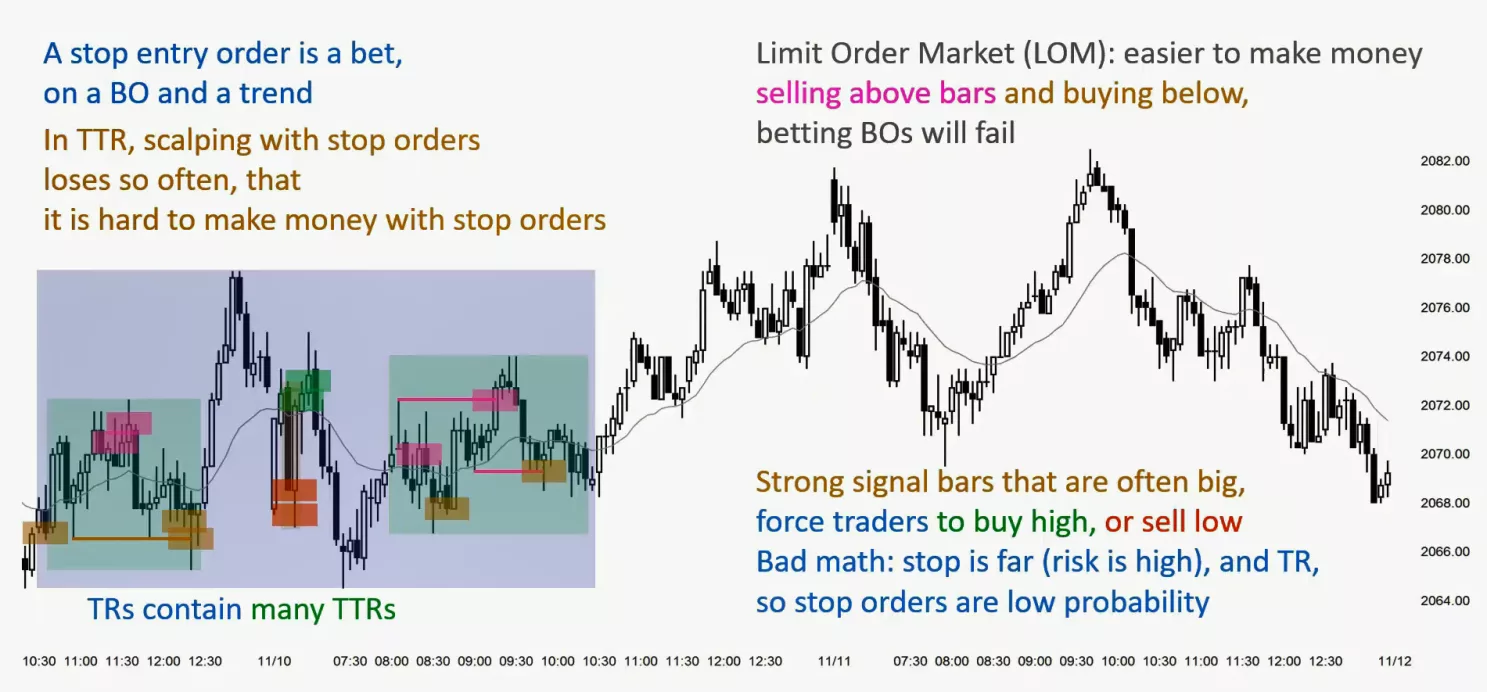 A stop entry order is a bet,
on a BO and a trend
In TTR, scalping with stop orders
loses so often, that
it is hard to make money with stop orders
Limit Order Market (LOM): easier to make money
selling above bars and buying below,
betting BOs will fail
2082.00
2080.00
2078.00
2076.00
2074.00
2072.00
2070.00
2068.00
2066.00
2064.00
Strong signal bars that are often big,
force traders to buy high, or sell low
Bad math: stop is far (risk is high), and TR,
so stop orders are low probability
TRs contain many TTRs
10:30 11:00 11:30 12:00 12:30 11/10 07:30 08:00 08:30 09:00 09:30 10:00 10:30 11:00 11:30 12:00 12:30 11/11 07:30 08:00 08:30 09:00 09:30 10:00 10:30 11:00 11:30 12:00 12:30 11/12